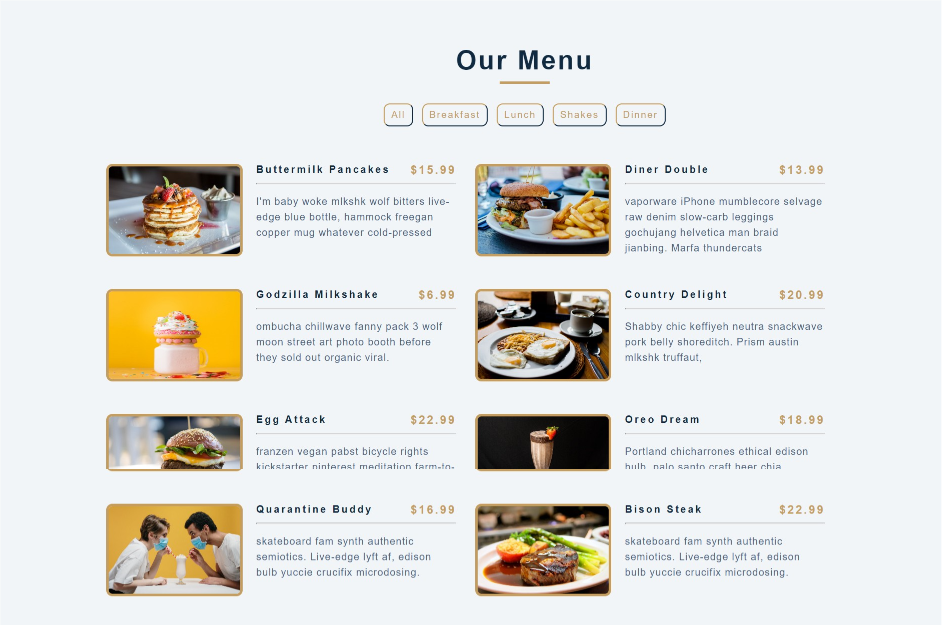 Our Menu
All
Breakfast
Lunch
Shakes
Dinner
Buttermilk Pancakes $15.99
I'm baby woke mlkshk wolf bitters live-
edge blue bottle, hammock freegan
copper mug whatever cold-pressed
Diner Double $13.99
vaporware iPhone mumblecore selvage
raw denim slow-carb leggings
gochujang helvetica man braid
jianbing. Marfa thundercats
Godzilla Milkshake $6.99
ombucha chillwave fanny pack 3 wolf
moon street art photo booth before
they sold out organic viral.
Country Delight $20.99
Shabby chic keffiyeh neutra snackwave
pork belly shoreditch. Prism austin
mlkshk truffaut,
Egg Attack $22.99
franzen vegan pabst bicycle rights
kickstarter pinterest meditation farm-to-
Oreo Dream $18.99
Portland chicharrones ethical edison
bulb, palo santo craft beer chia
Quarantine Buddy $16.99
skateboard fam synth authentic
semiotics. Live-edge lyft af, edison
bulb yuccie crucifix microdosing.
Bison Steak $22.99
skateboard fam synth authentic
semiotics. Live-edge lyft af, edison
bulb yuccie crucifix microdosing.